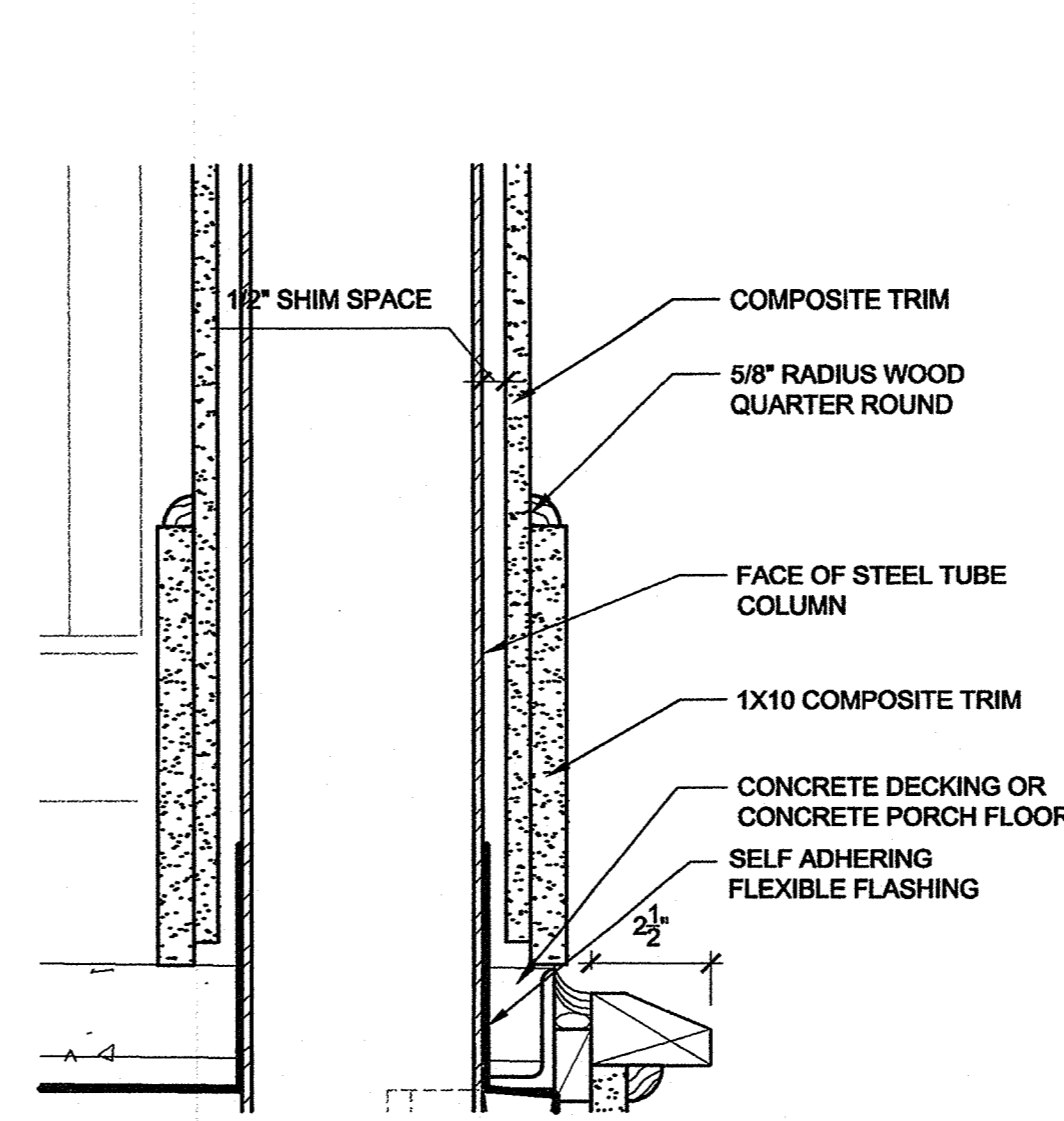 1/2" SHIM SPACE
COMPOSITE TRIM
5/8" RADIUS WOOD
QUARTER ROUND
FACE OF STEEL TUBE
COLUMN
1X10 COMPOSITE TRIM
CONCRETE DECKING OR
CONCRETE PORCH FLOOR
SELF ADHERING
FLEXIBLE FLASHING
2 1/2"